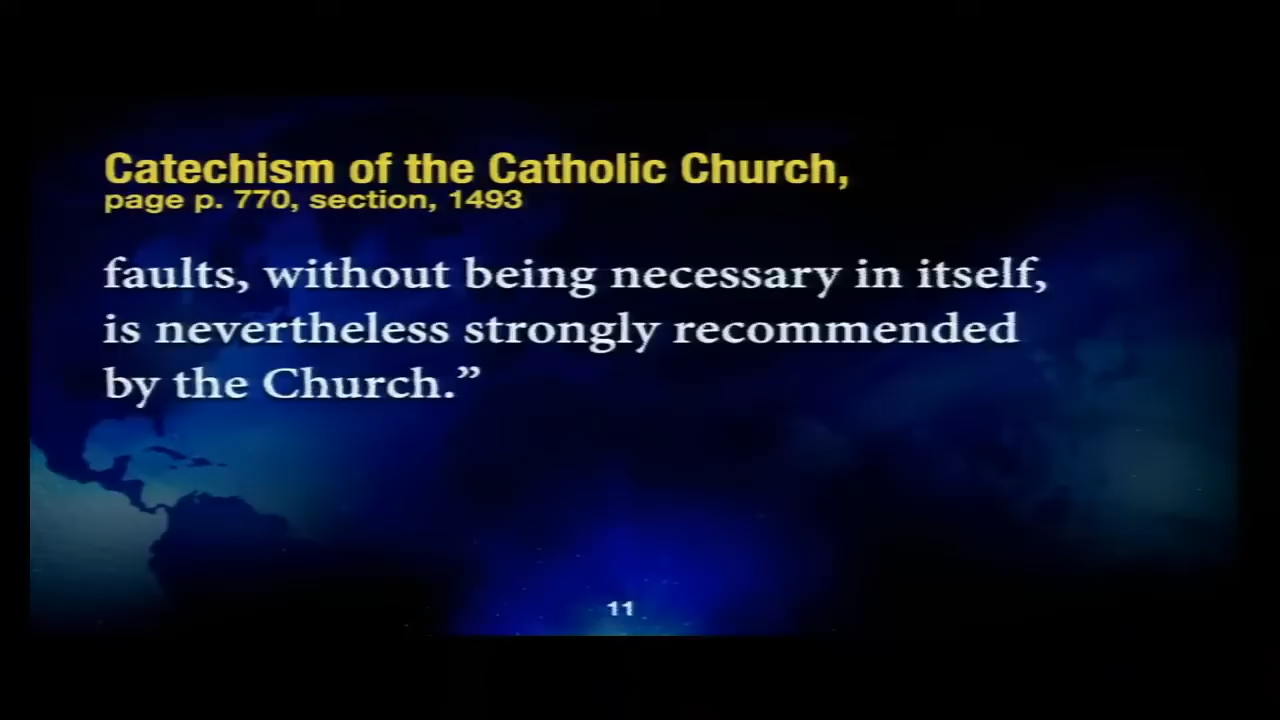 Catechism of the Catholic Church,
page p. 770, section, 1493
faults, without being necessary in itself,
is nevertheless strongly recommended
by the Church.”
11